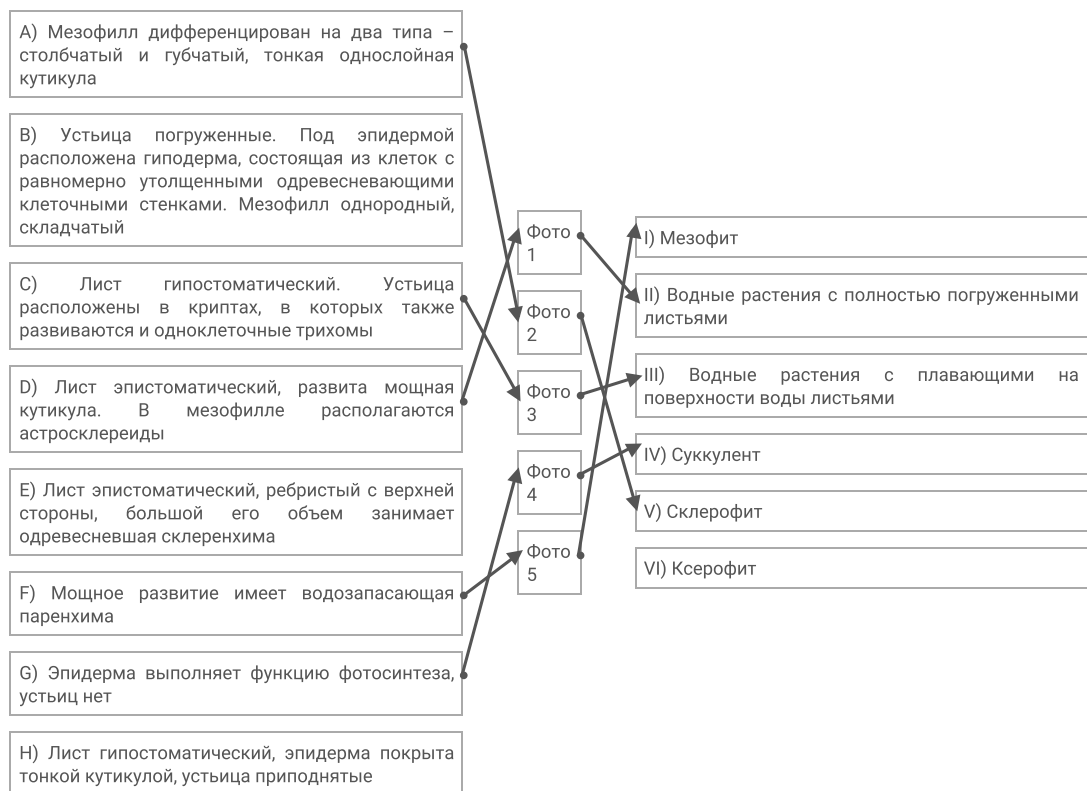 A) Мезофилл дифференцирован на два типа –
столбчатый и губчатый, тонкая однослойная
кутикула
B) Устьица погруженные. Под эпидермой
расположена гиподерма, состоящая из клеток с
равномерно утолщенными одревесневающими
клеточными стенками. Мезофилл однородный,
складчатый
C) Лист гипостоматический. Устьица
расположены в криптах, в которых также
развиваются и одноклеточные трихомы
D) Лист эпистоматический, развита мощная
кутикула. В мезофилле располагаются
астросклереиды
E) Лист эпистоматический, ребристый с верхней
стороны, большой его объем занимает
одревесневшая склеренхима
F) Мощное развитие имеет водозапасающая
паренхима
G) Эпидерма выполняет функцию фотосинтеза,
устьиц нет
H) Лист гипостоматический, эпидерма покрыта
тонкой кутикулой, устьица приподнятые
Фото
1
Фото
2
Фото
3
Фото
4
Фото
5
I) Мезофит
II) Водные растения с полностью погруженными
листьями
III) Водные растения с плавающими на
поверхности воды листьями
IV) Суккулент
V) Склерофит
VI) Ксерофит